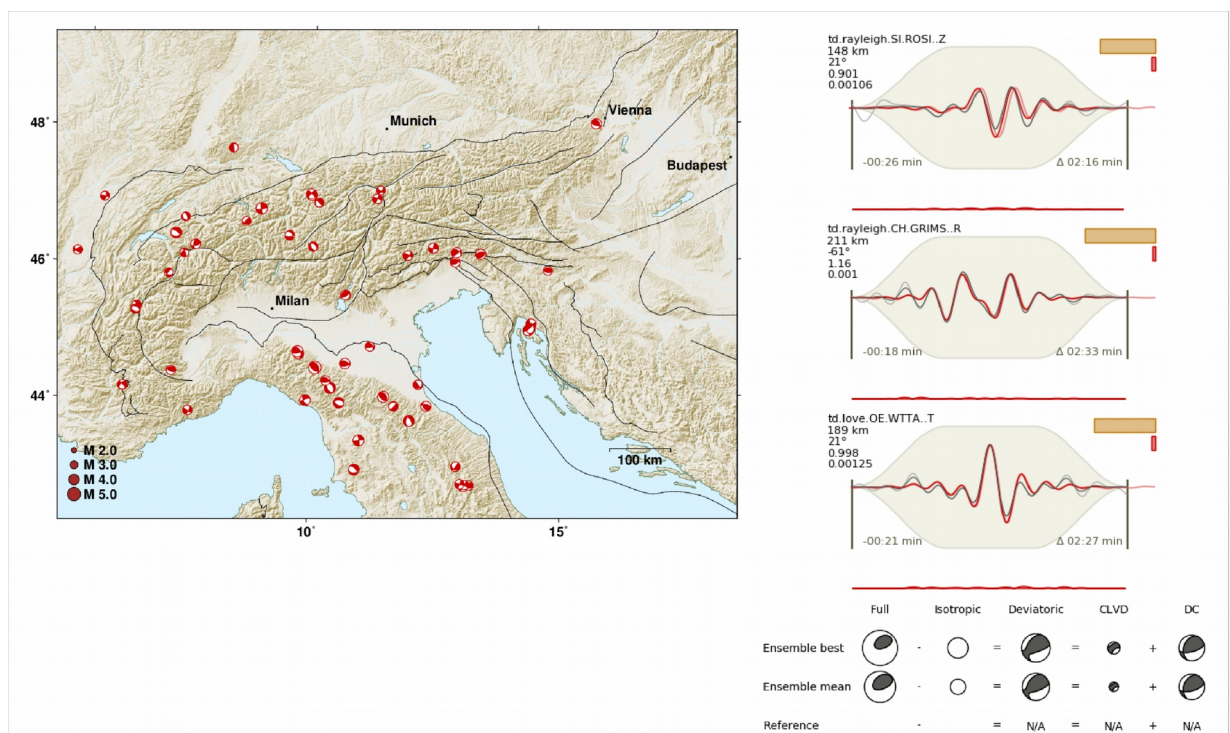 48˚
46˚
44˚
10˚
15˚
Munich
Vienna
Budapest
Milan
M 2.0
M 3.0
M 4.0
M 5.0
100 km
td.rayleigh.SI.ROSI..Z
148 km
21°
0.901
0.00106
-00:26 min
Δ 02:16 min
td.rayleigh.CH.GRIMS..R
211 km
-61°
1.16
0.001
-00:18 min
Δ 02:33 min
td.love.OE.WTTA..T
189 km
21°
0.998
0.00125
-00:21 min
Δ 02:27 min
Full Isotropic Deviatoric CLVD DC
Ensemble best - = = +
Ensemble mean - = = +
Reference - = N/A = N/A + N/A